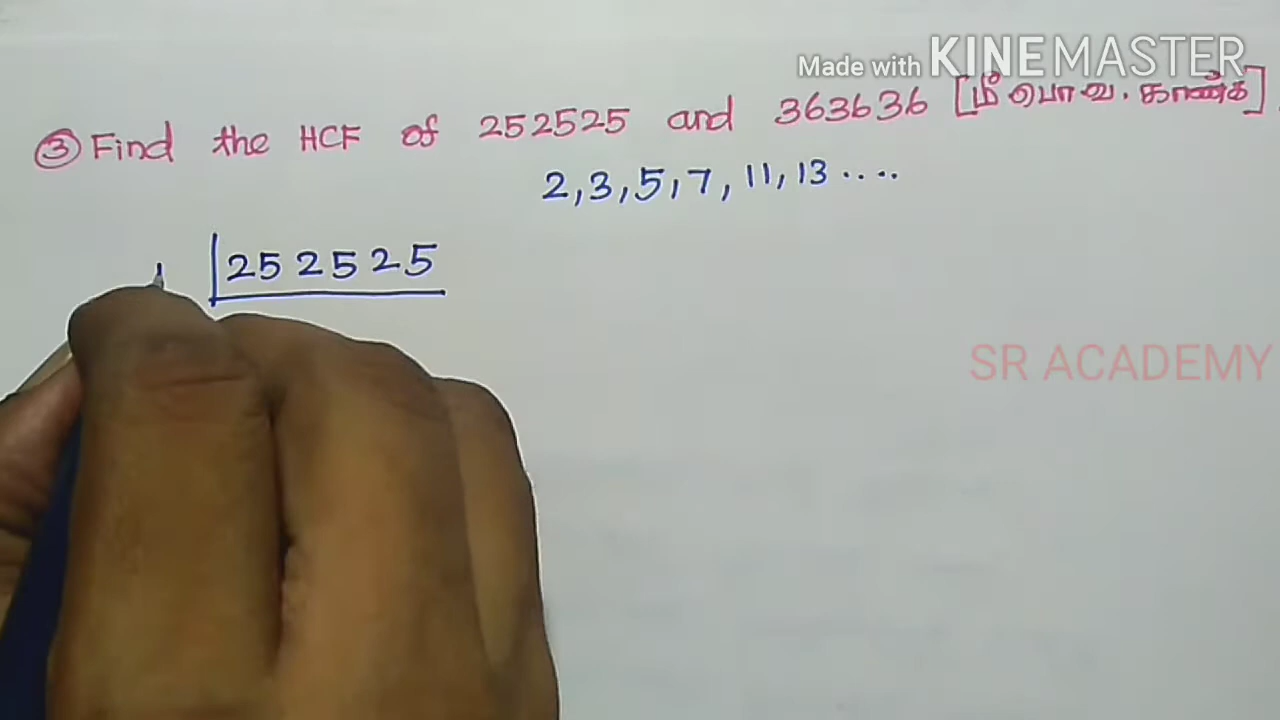 Made with KINEMASTER
③ Find the HCF of 252525 and 363636 [மீ பொ வ. காண்க]
2, 3, 5, 7, 11, 13 ....
252525
SR ACADEMY